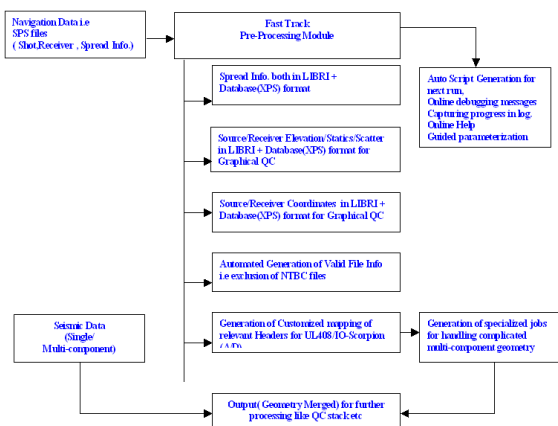 Navigation Data i.e
SPS files
( Shot,Receiver , Spread Info.)
Fast Track
Pre-Processing Module
Auto Script Generation for
next run,
Online debugging messages
Capturing progress in log.
Online Help
Guided parameterization
Spread Info. both in LIBRI +
Database(XPS) format
Source/Receiver Elevation/Statics/Scatter
in LIBRI + Database(XPS) format for
Graphical QC
Source/Receiver Coordinates in LIBRI +
Database(XPS) format for Graphical QC
Automated Generation of Valid File Info
i.e exclusion of NTBC files
Seismic Data
(Single/
Multi-component)
Generation of Customized mapping of
relevant Headers for UL408/IO-Scorpion
(A/D)
Generation of specialized jobs
for handling complicated
multi-component geometry
Output( Geometry Merged) for further
processing like QC stack etc